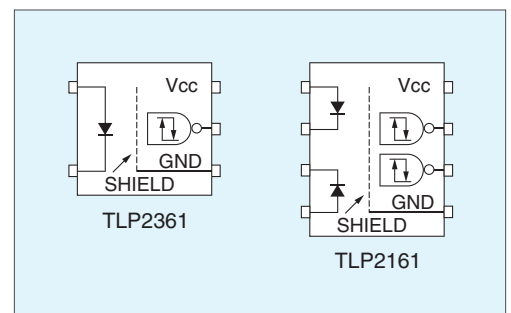 Vcc
GND
SHIELD
TLP2361
Vcc
GND
SHIELD
TLP2161